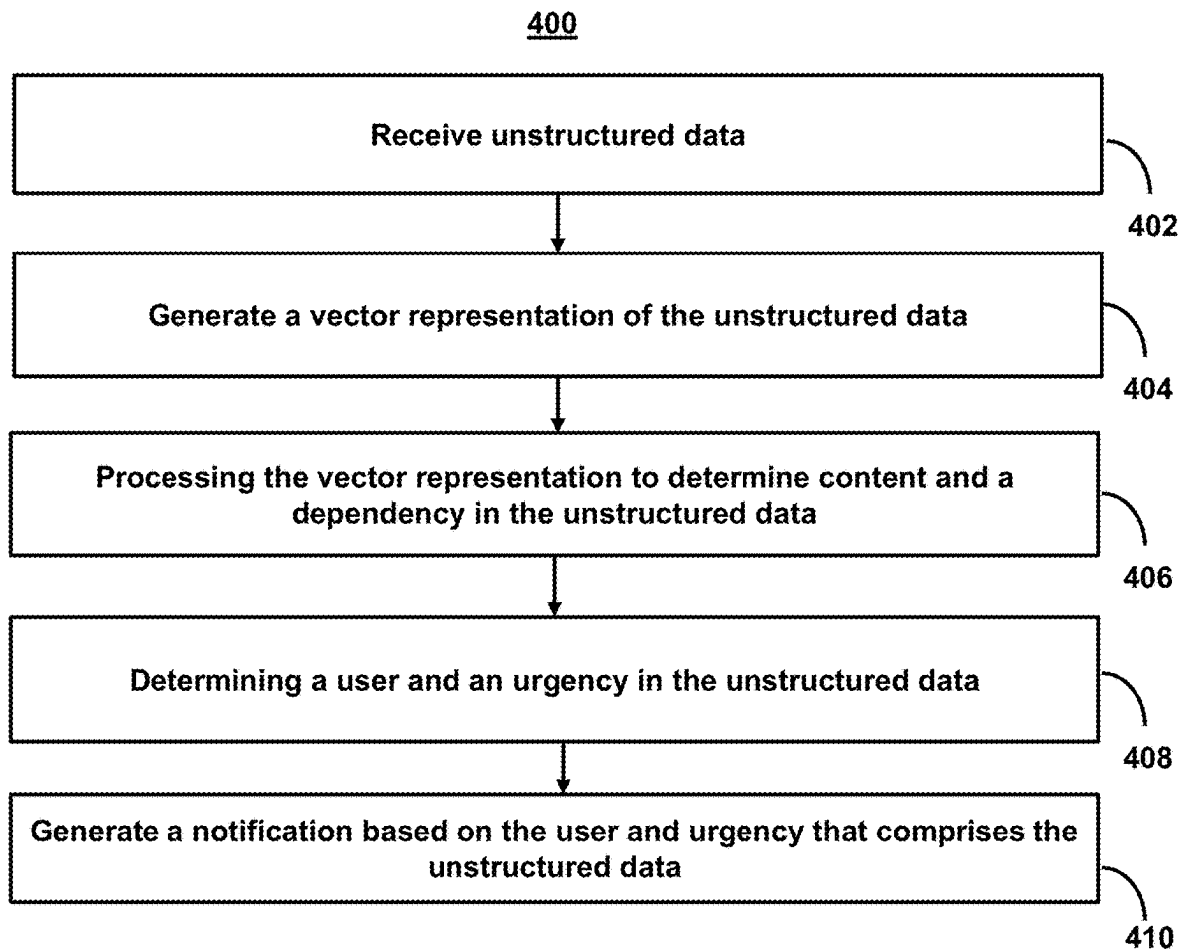 400
Receive unstructured data
402
Generate a vector representation of the unstructured data
404
Processing the vector representation to determine content and a
dependency in the unstructured data
406
Determining a user and an urgency in the unstructured data
408
Generate a notification based on the user and urgency that comprises the
unstructured data
410